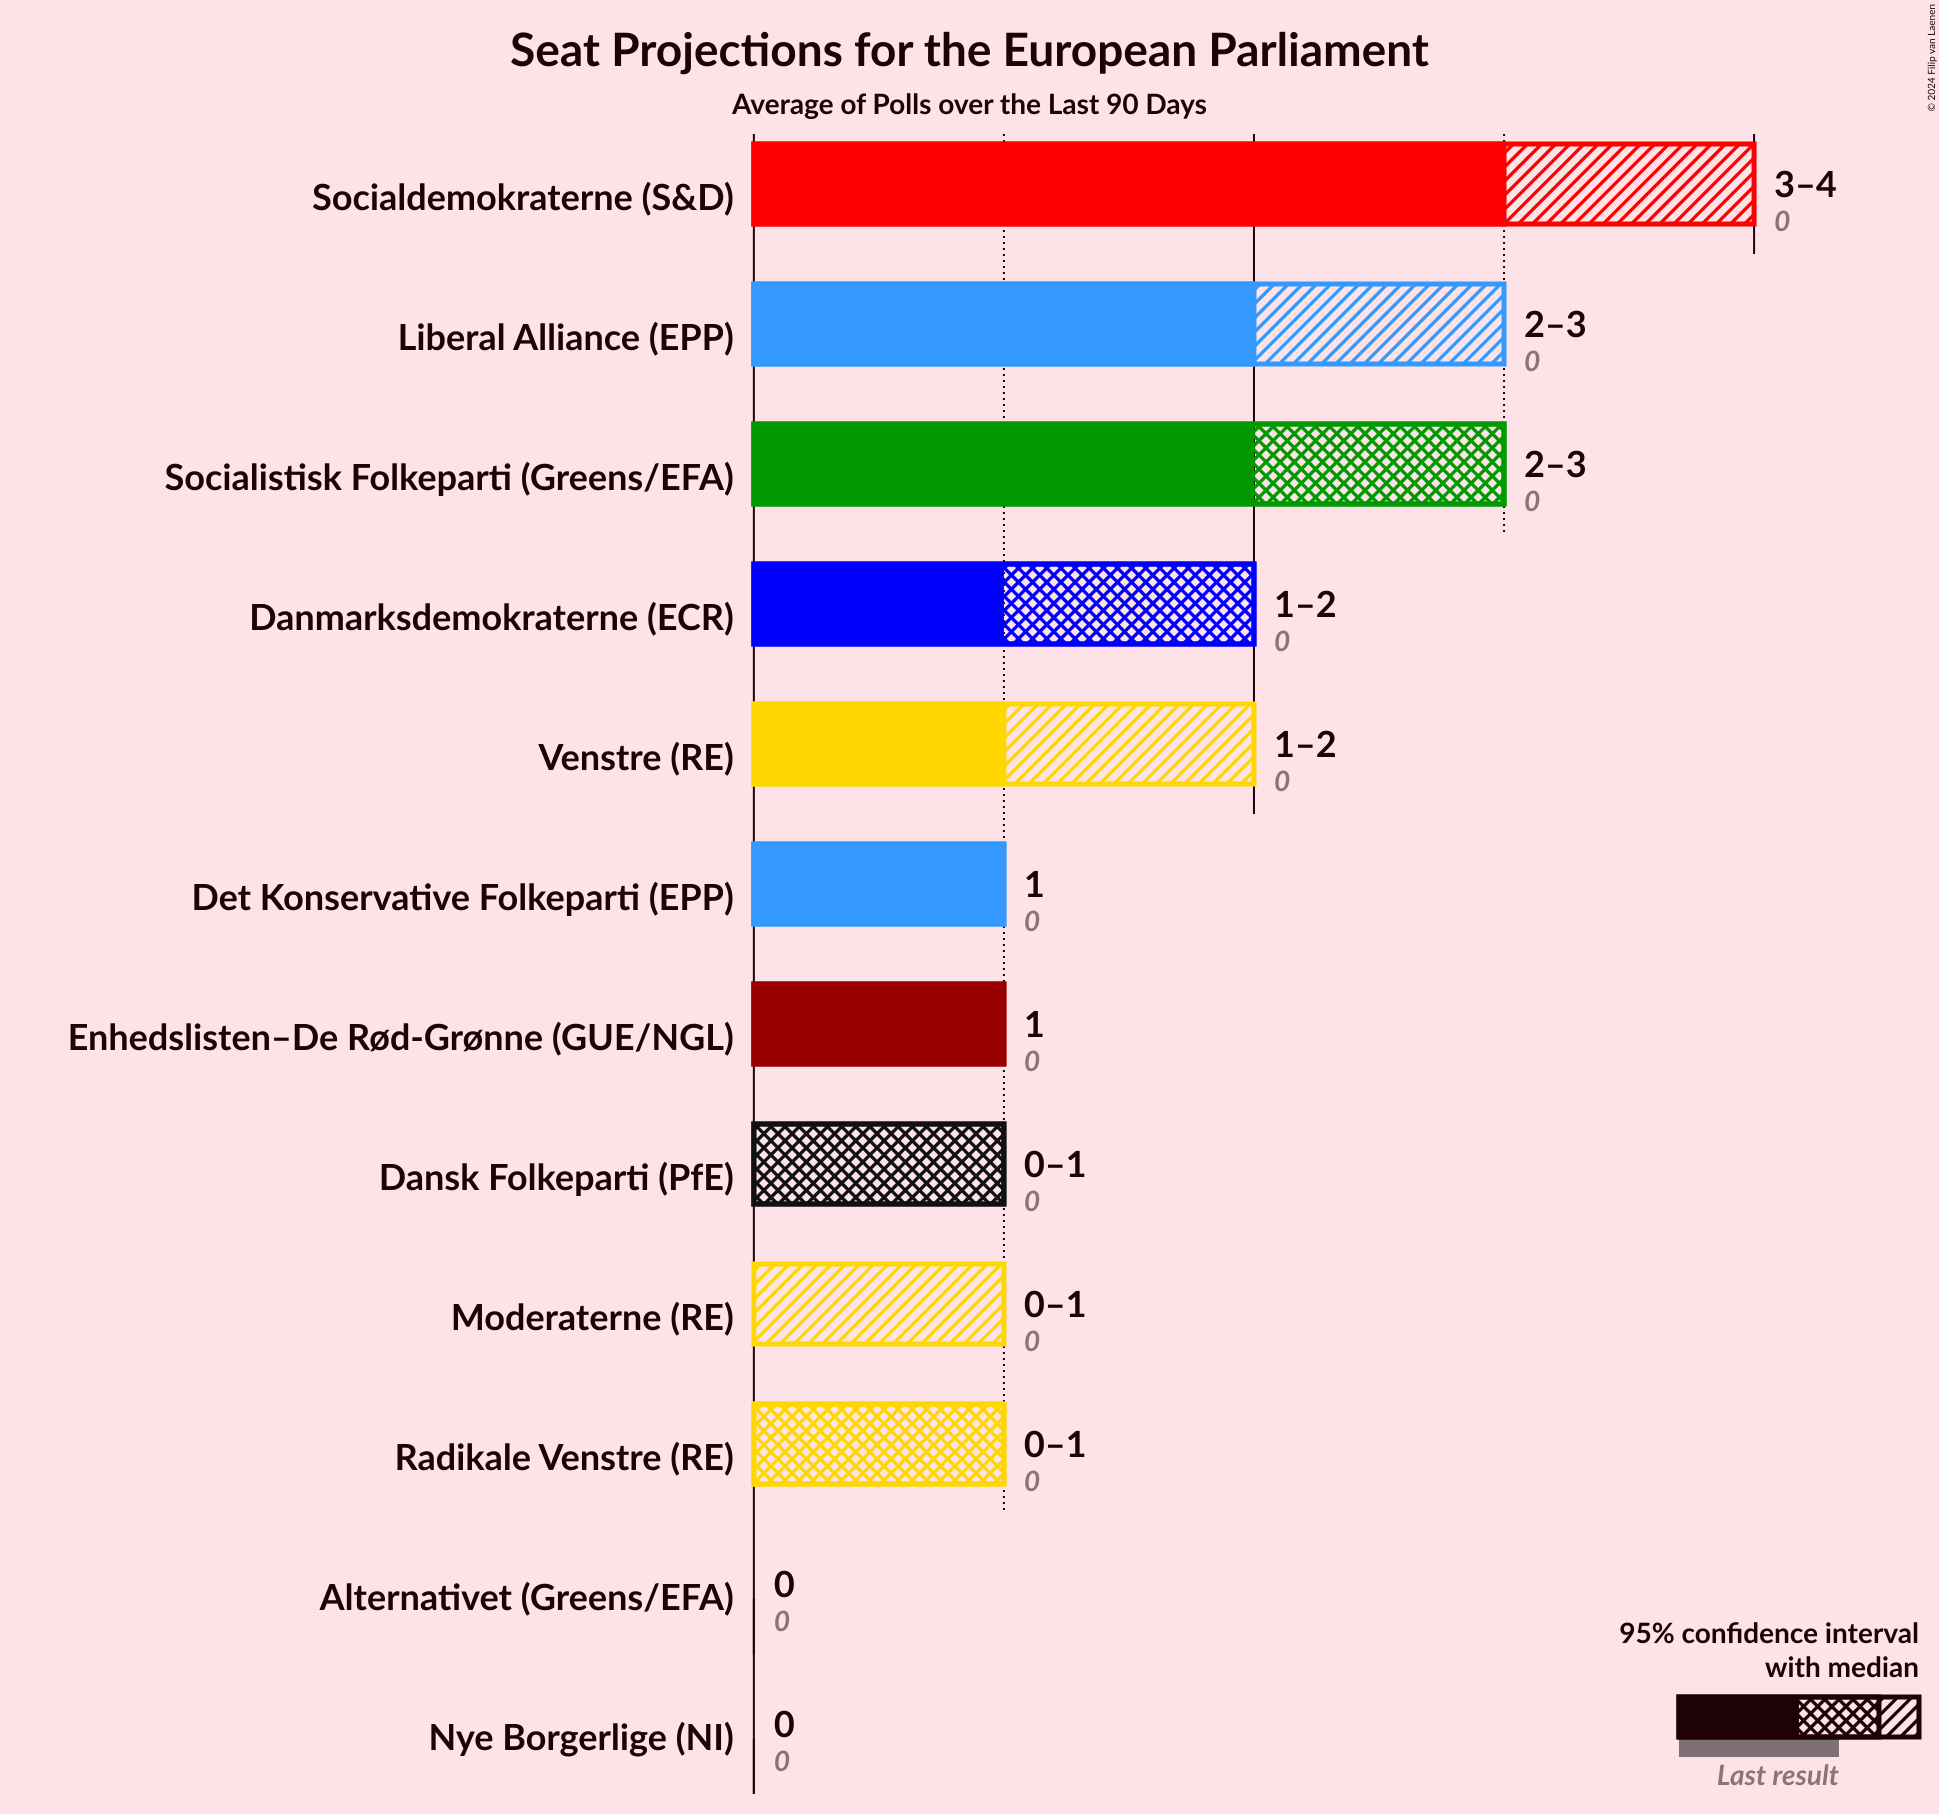 Seat Projections for the European Parliament
Average of Polls over the Last 90 Days
© 2024 Filip van Laenen
Socialdemokraterne (S&D)
3–4
0
Liberal Alliance (EPP)
2–3
0
Socialistisk Folkeparti (Greens/EFA)
2–3
0
Danmarksdemokraterne (ECR)
1–2
0
Venstre (RE)
1–2
0
Det Konservative Folkeparti (EPP)
1
0
Enhedslisten–De Rød-Grønne (GUE/NGL)
1
0
Dansk Folkeparti (PfE)
0–1
0
Moderaterne (RE)
0–1
0
Radikale Venstre (RE)
0–1
0
Alternativet (Greens/EFA)
0
0
Nye Borgerlige (NI)
0
0
95% confidence interval
with median
Last result